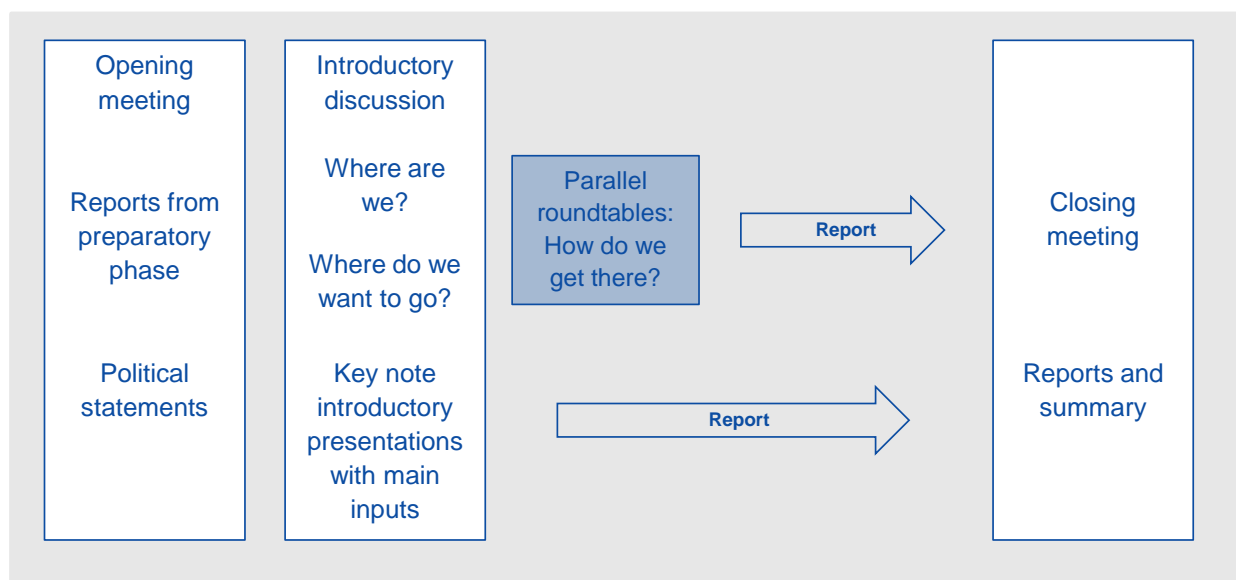 Opening
meeting
Reports from
preparatory
phase
Political
statements
Introductory
discussion
Where are
we?
Where do we
want to go?
Key note
introductory
presentations
with main
inputs
Parallel
roundtables:
How do we
get there?
Report
Report
Closing
meeting
Reports and
summary